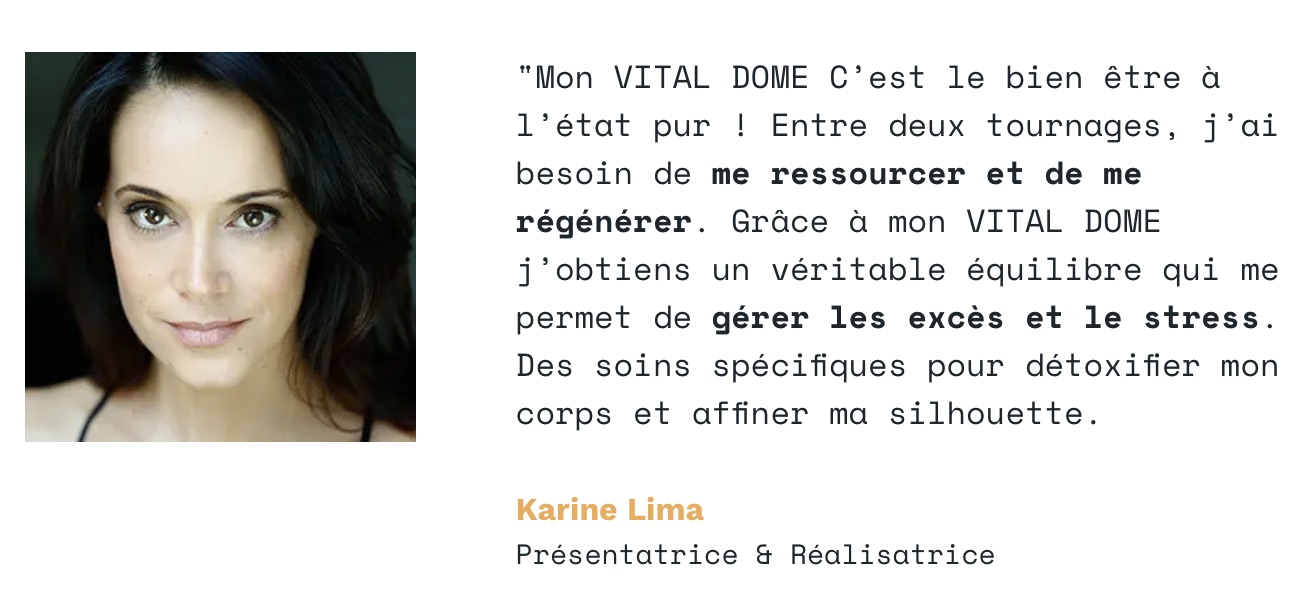 "Mon VITAL DOME C’est le bien être à
l’état pur ! Entre deux tournages, j’ai
besoin de me ressourcer et de me
régénérer. Grâce à mon VITAL DOME
j’obtiens un véritable équilibre qui me
permet de gérer les excès et le stress.
Des soins spécifiques pour détoxifier mon
corps et affiner ma silhouette.
Karine Lima
Présentatrice & Réalisatrice